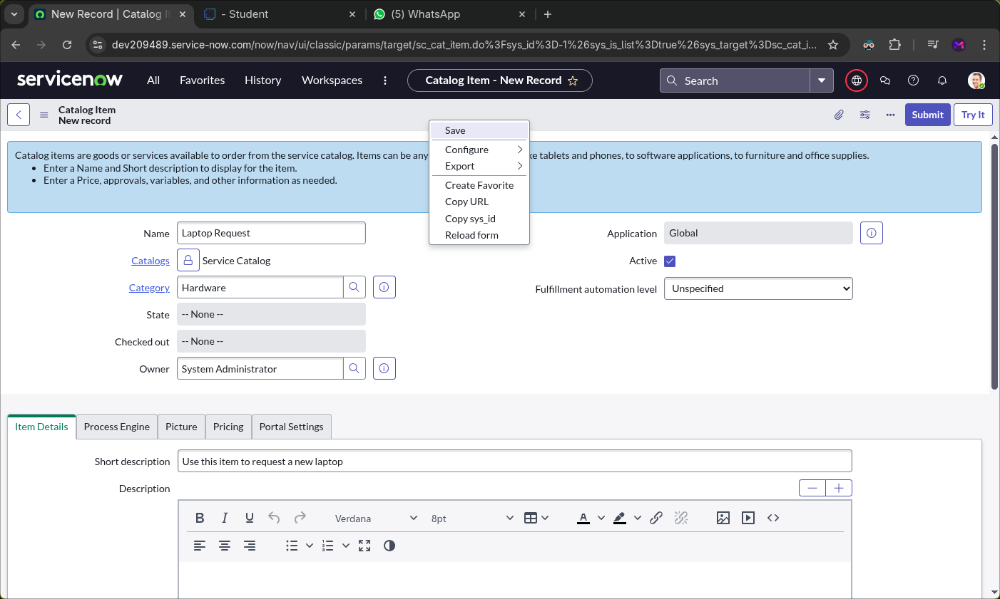 New Record | Catalog I
- Student
(5) WhatsApp
dev209489.service-now.com/now/nav/ui/classic/params/target/sc_cat_item.do%3Fsys_id%3D-1%26sys_is_list%3Dtrue%26sys_target%3Dsc_cat_i...
servicenow
All
Favorites
History
Workspaces
Catalog Item - New Record
Search
Catalog Item
New record
Submit
Try It
Save
Configure
Export
Create Favorite
Copy URL
Copy sys_id
Reload form
Catalog items are goods or services available to order from the service catalog. Items can be any
ke tablets and phones, to software applications, to furniture and office supplies.
Enter a Name and Short description to display for the item.
Enter a Price, approvals, variables, and other information as needed.
Name
Laptop Request
Application
Global
Catalogs
Service Catalog
Active
Category
Hardware
Fulfillment automation level
Unspecified
State
-- None --
Checked out
-- None --
Owner
System Administrator
Item Details
Process Engine
Picture
Pricing
Portal Settings
Short description
Use this item to request a new laptop
Description
B
I
U
Verdana
8pt
A